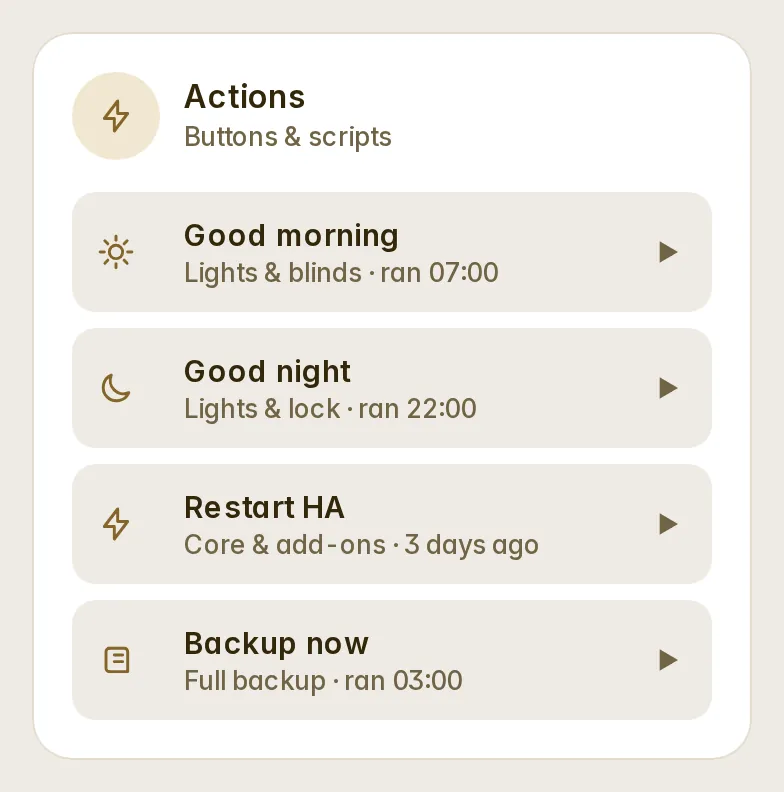 Actions
Buttons & scripts
Good morning
Lights & blinds · ran 07:00
Good night
Lights & lock · ran 22:00
Restart HA
Core & add-ons · 3 days ago
Backup now
Full backup · ran 03:00